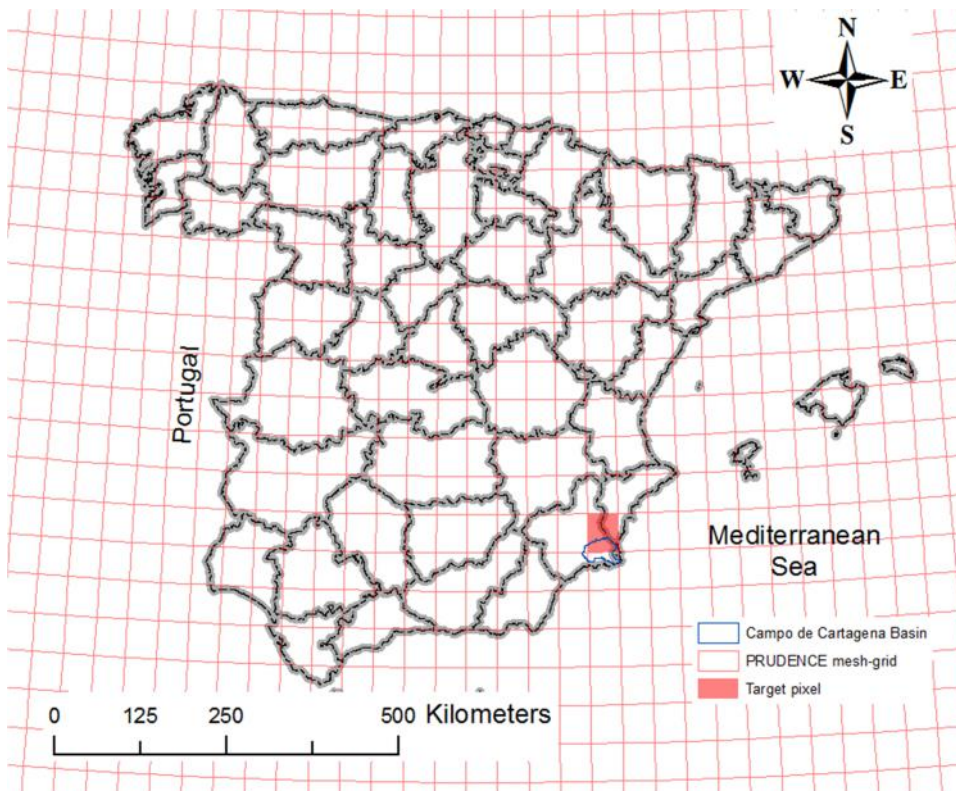 N
W E
S
Portugal
Mediterranean
Sea
Campo de Cartagena Basin
PRUDENCE mesh-grid
Target pixel
0 125 250 500 Kilometers